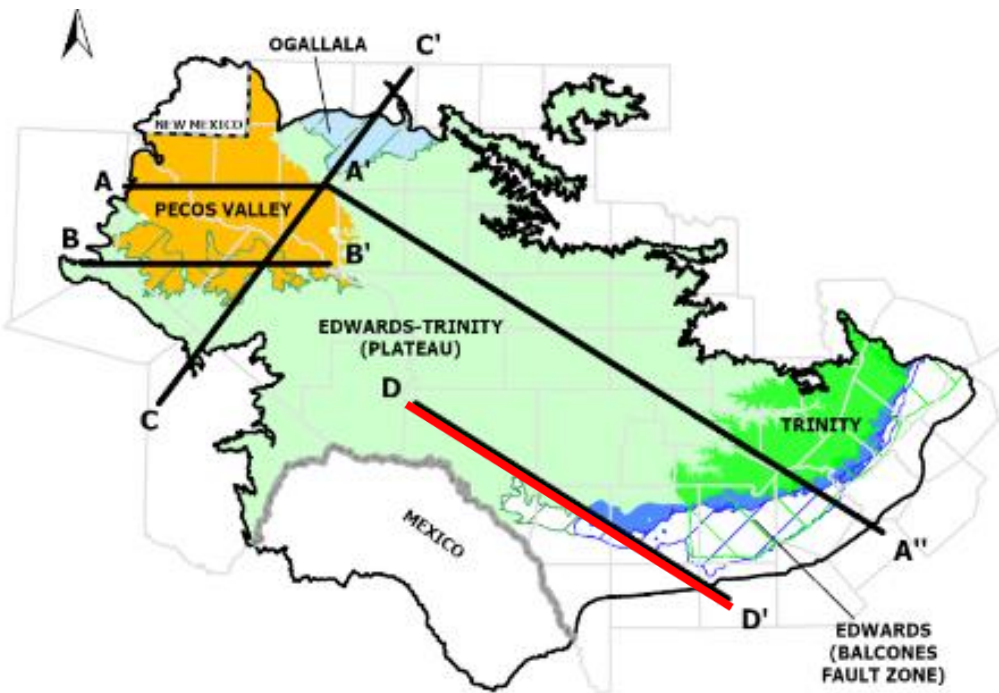 OGALLALA
C'
NEW MEXICO
A
A'
PECOS VALLEY
B
B'
EDWARDS-TRINITY
(PLATEAU)
C
D
TRINITY
MEXICO
A''
D'
EDWARDS
(BALCONES
FAULT ZONE)